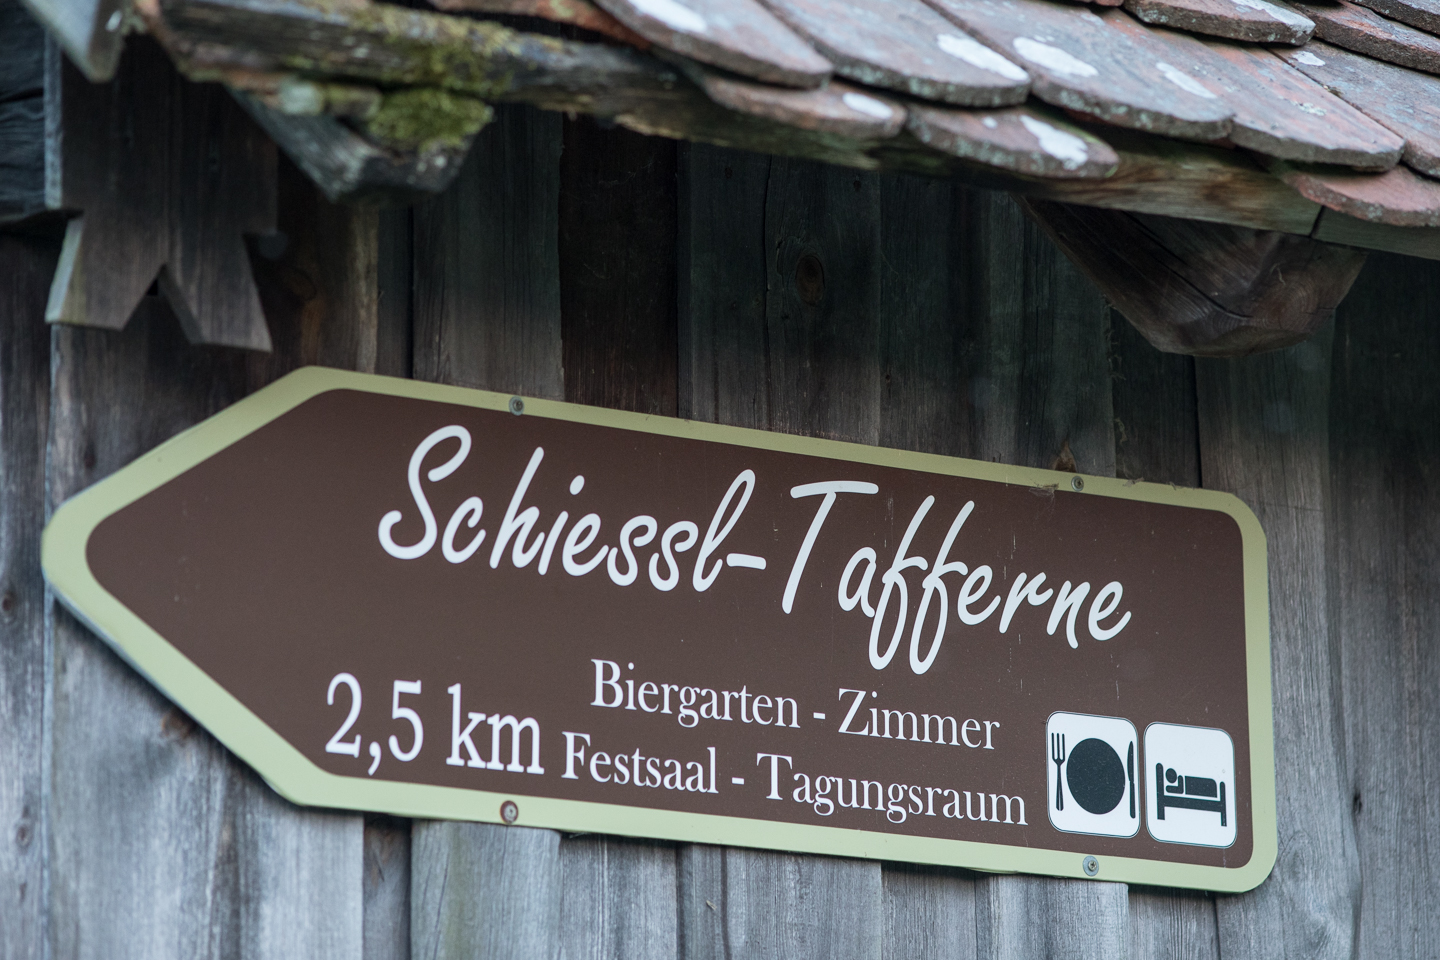 Schiessl-Tafferne
Biergarten - Zimmer
2,5 km Festsaal - Tagungsraum